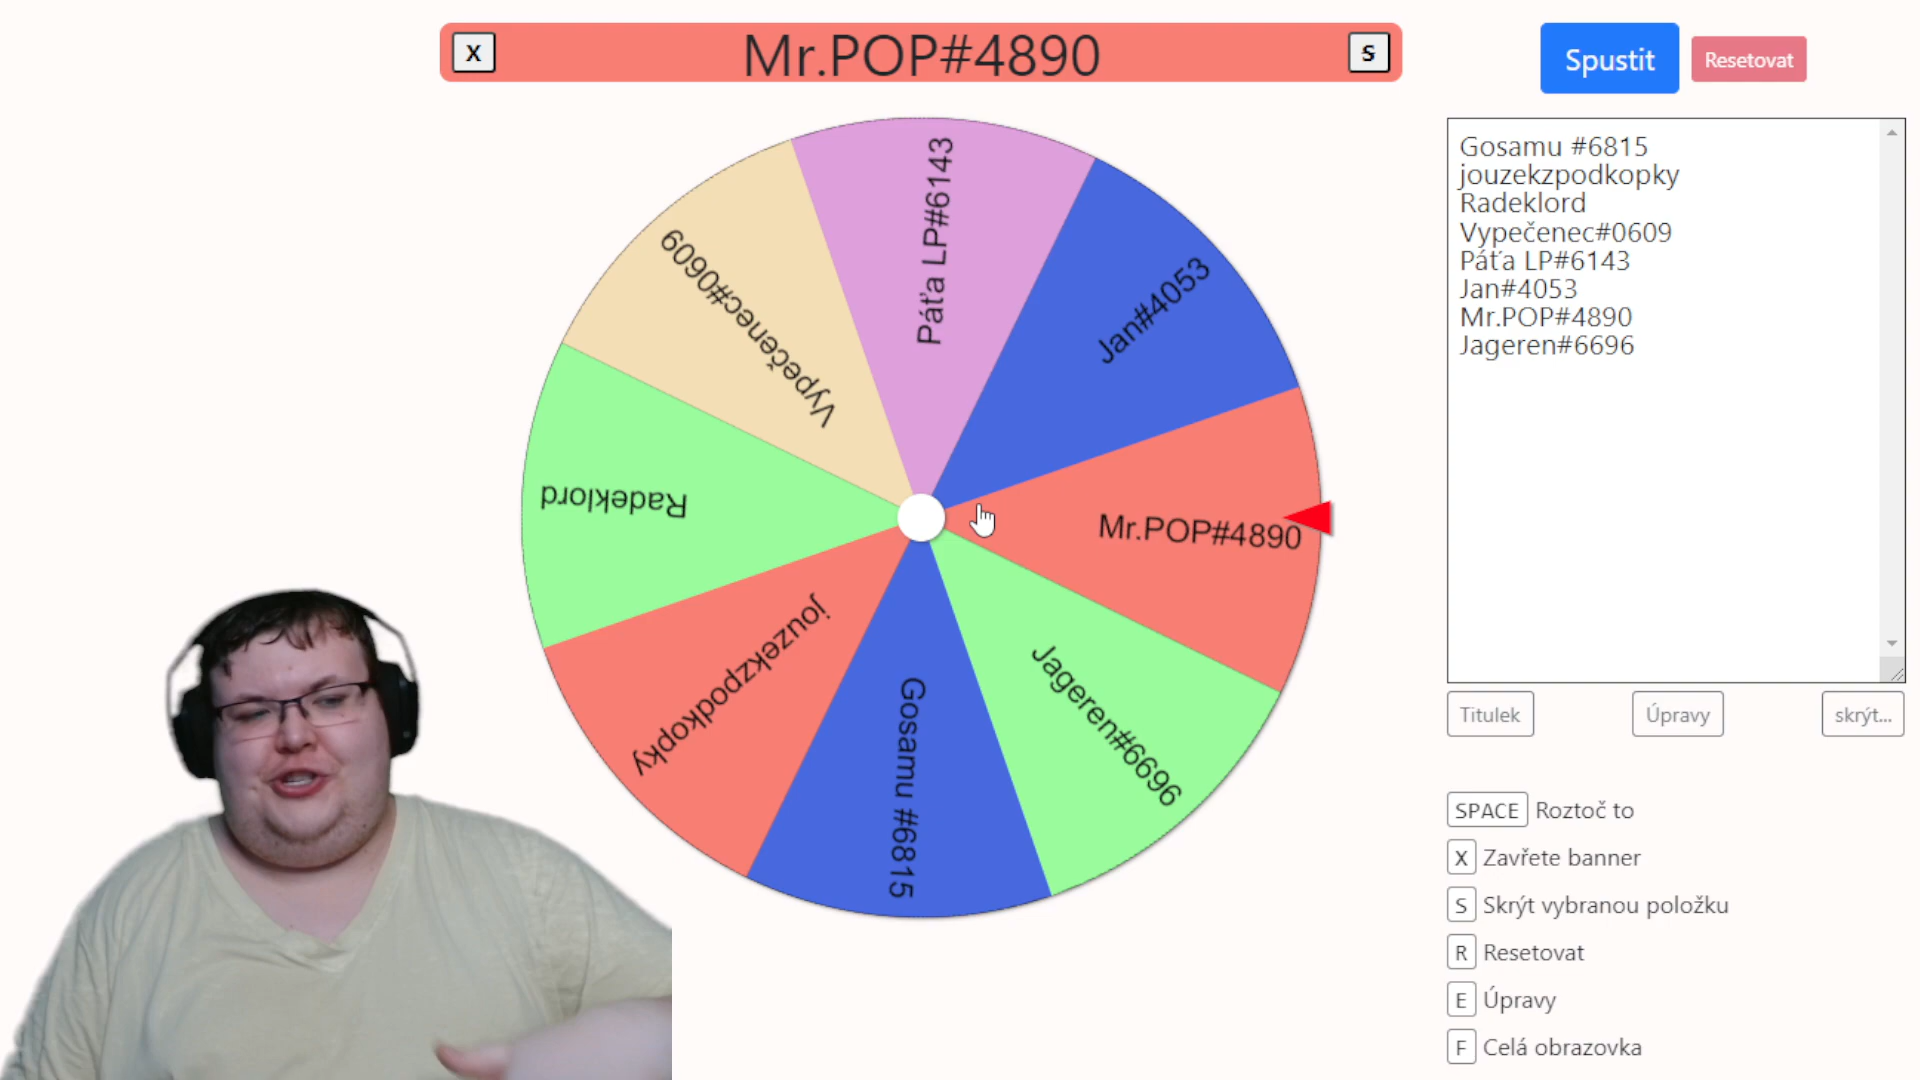 X
Mr.POP#4890
S
Spustit
Resetovat
Gosamu #6815
jouzekzpodkopky
Radeklord
Vypečenec#0609
Páťa LP#6143
Jan#4053
Mr.POP#4890
Jageren#6696
Páťa LP#6143
Jan#4053
Mr.POP#4890
Jageren#6696
Gosamu #6815
jouzekzpodkopky
Radeklord
Vypečenec#0609
Titulek
Úpravy
skrýt...
SPACE Roztoč to
X Zavřete banner
S Skrýt vybranou položku
R Resetovat
E Úpravy
F Celá obrazovka